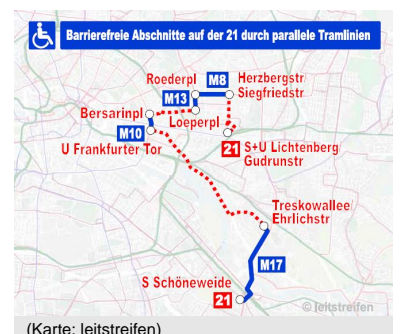 Barrierefreie Abschnitte auf der 21 durch parallele Tramlinien
Roederpl M8 Herzbergstr/
Siegfriedstr
M13
Bersarinpl Loeperpl
M10
U Frankfurter Tor
21 S+U Lichtenberg/
Gudrunstr
Treskowallee/
Ehrlichstr
M17
S Schöneweide
21
© leitstreifen
(Karte: leitstreifen)